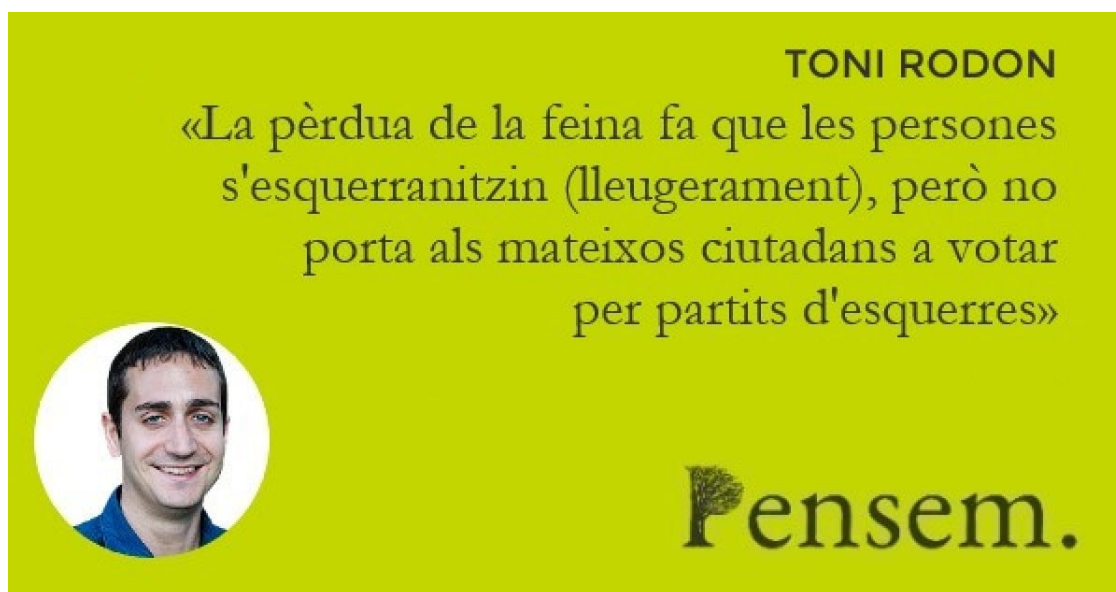 TONI RODON
«La pèrdua de la feina fa que les persones
s'esquerranitzin (lleugerament), però no
porta als mateixos ciutadans a votar
per partits d'esquerres»
Pensem.